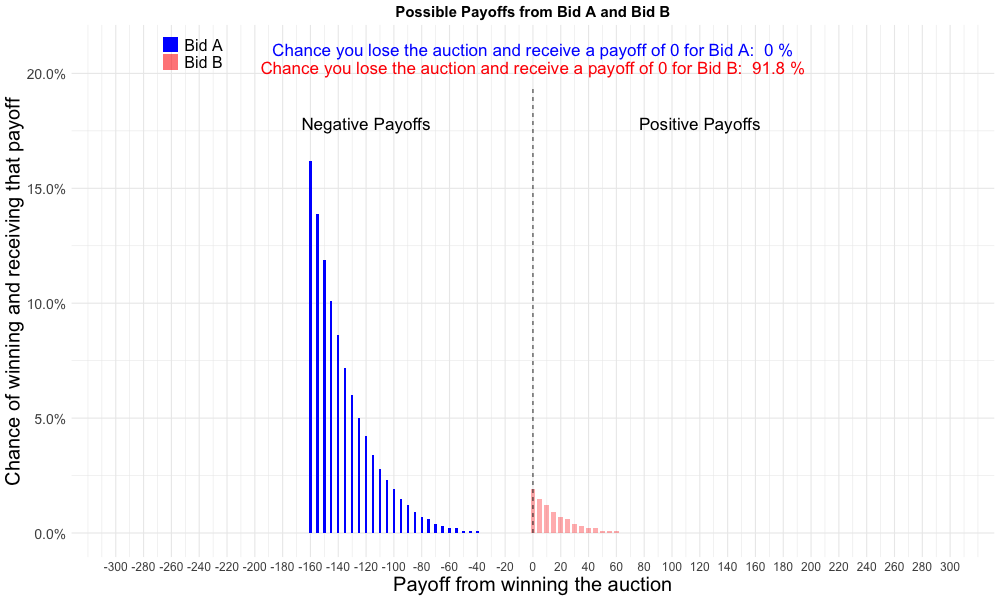 Possible Payoffs from Bid A and Bid B
Bid A
Bid B
Chance you lose the auction and receive a payoff of 0 for Bid A:  0 %
Chance you lose the auction and receive a payoff of 0 for Bid B:  91.8 %
Negative Payoffs
Positive Payoffs
Chance of winning and receiving that payoff
20.0%
15.0%
10.0%
5.0%
0.0%
-300 -280 -260 -240 -220 -200 -180 -160 -140 -120 -100 -80 -60 -40 -20 0 20 40 60 80 100 120 140 160 180 200 220 240 260 280 300
Payoff from winning the auction